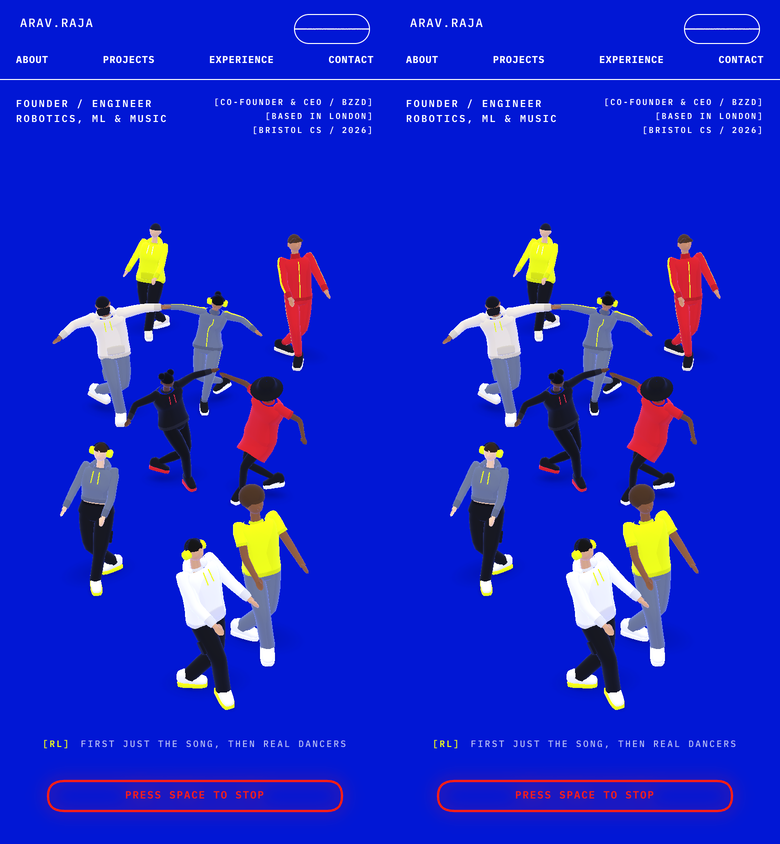 ARAV.RAJA
ABOUT PROJECTS EXPERIENCE CONTACT
FOUNDER / ENGINEER
ROBOTICS, ML & MUSIC
[CO-FOUNDER & CEO / BZZD]
[BASED IN LONDON]
[BRISTOL CS / 2026]
[RL] FIRST JUST THE SONG, THEN REAL DANCERS
PRESS SPACE TO STOP
ARAV.RAJA
ABOUT PROJECTS EXPERIENCE CONTACT
FOUNDER / ENGINEER
ROBOTICS, ML & MUSIC
[CO-FOUNDER & CEO / BZZD]
[BASED IN LONDON]
[BRISTOL CS / 2026]
[RL] FIRST JUST THE SONG, THEN REAL DANCERS
PRESS SPACE TO STOP